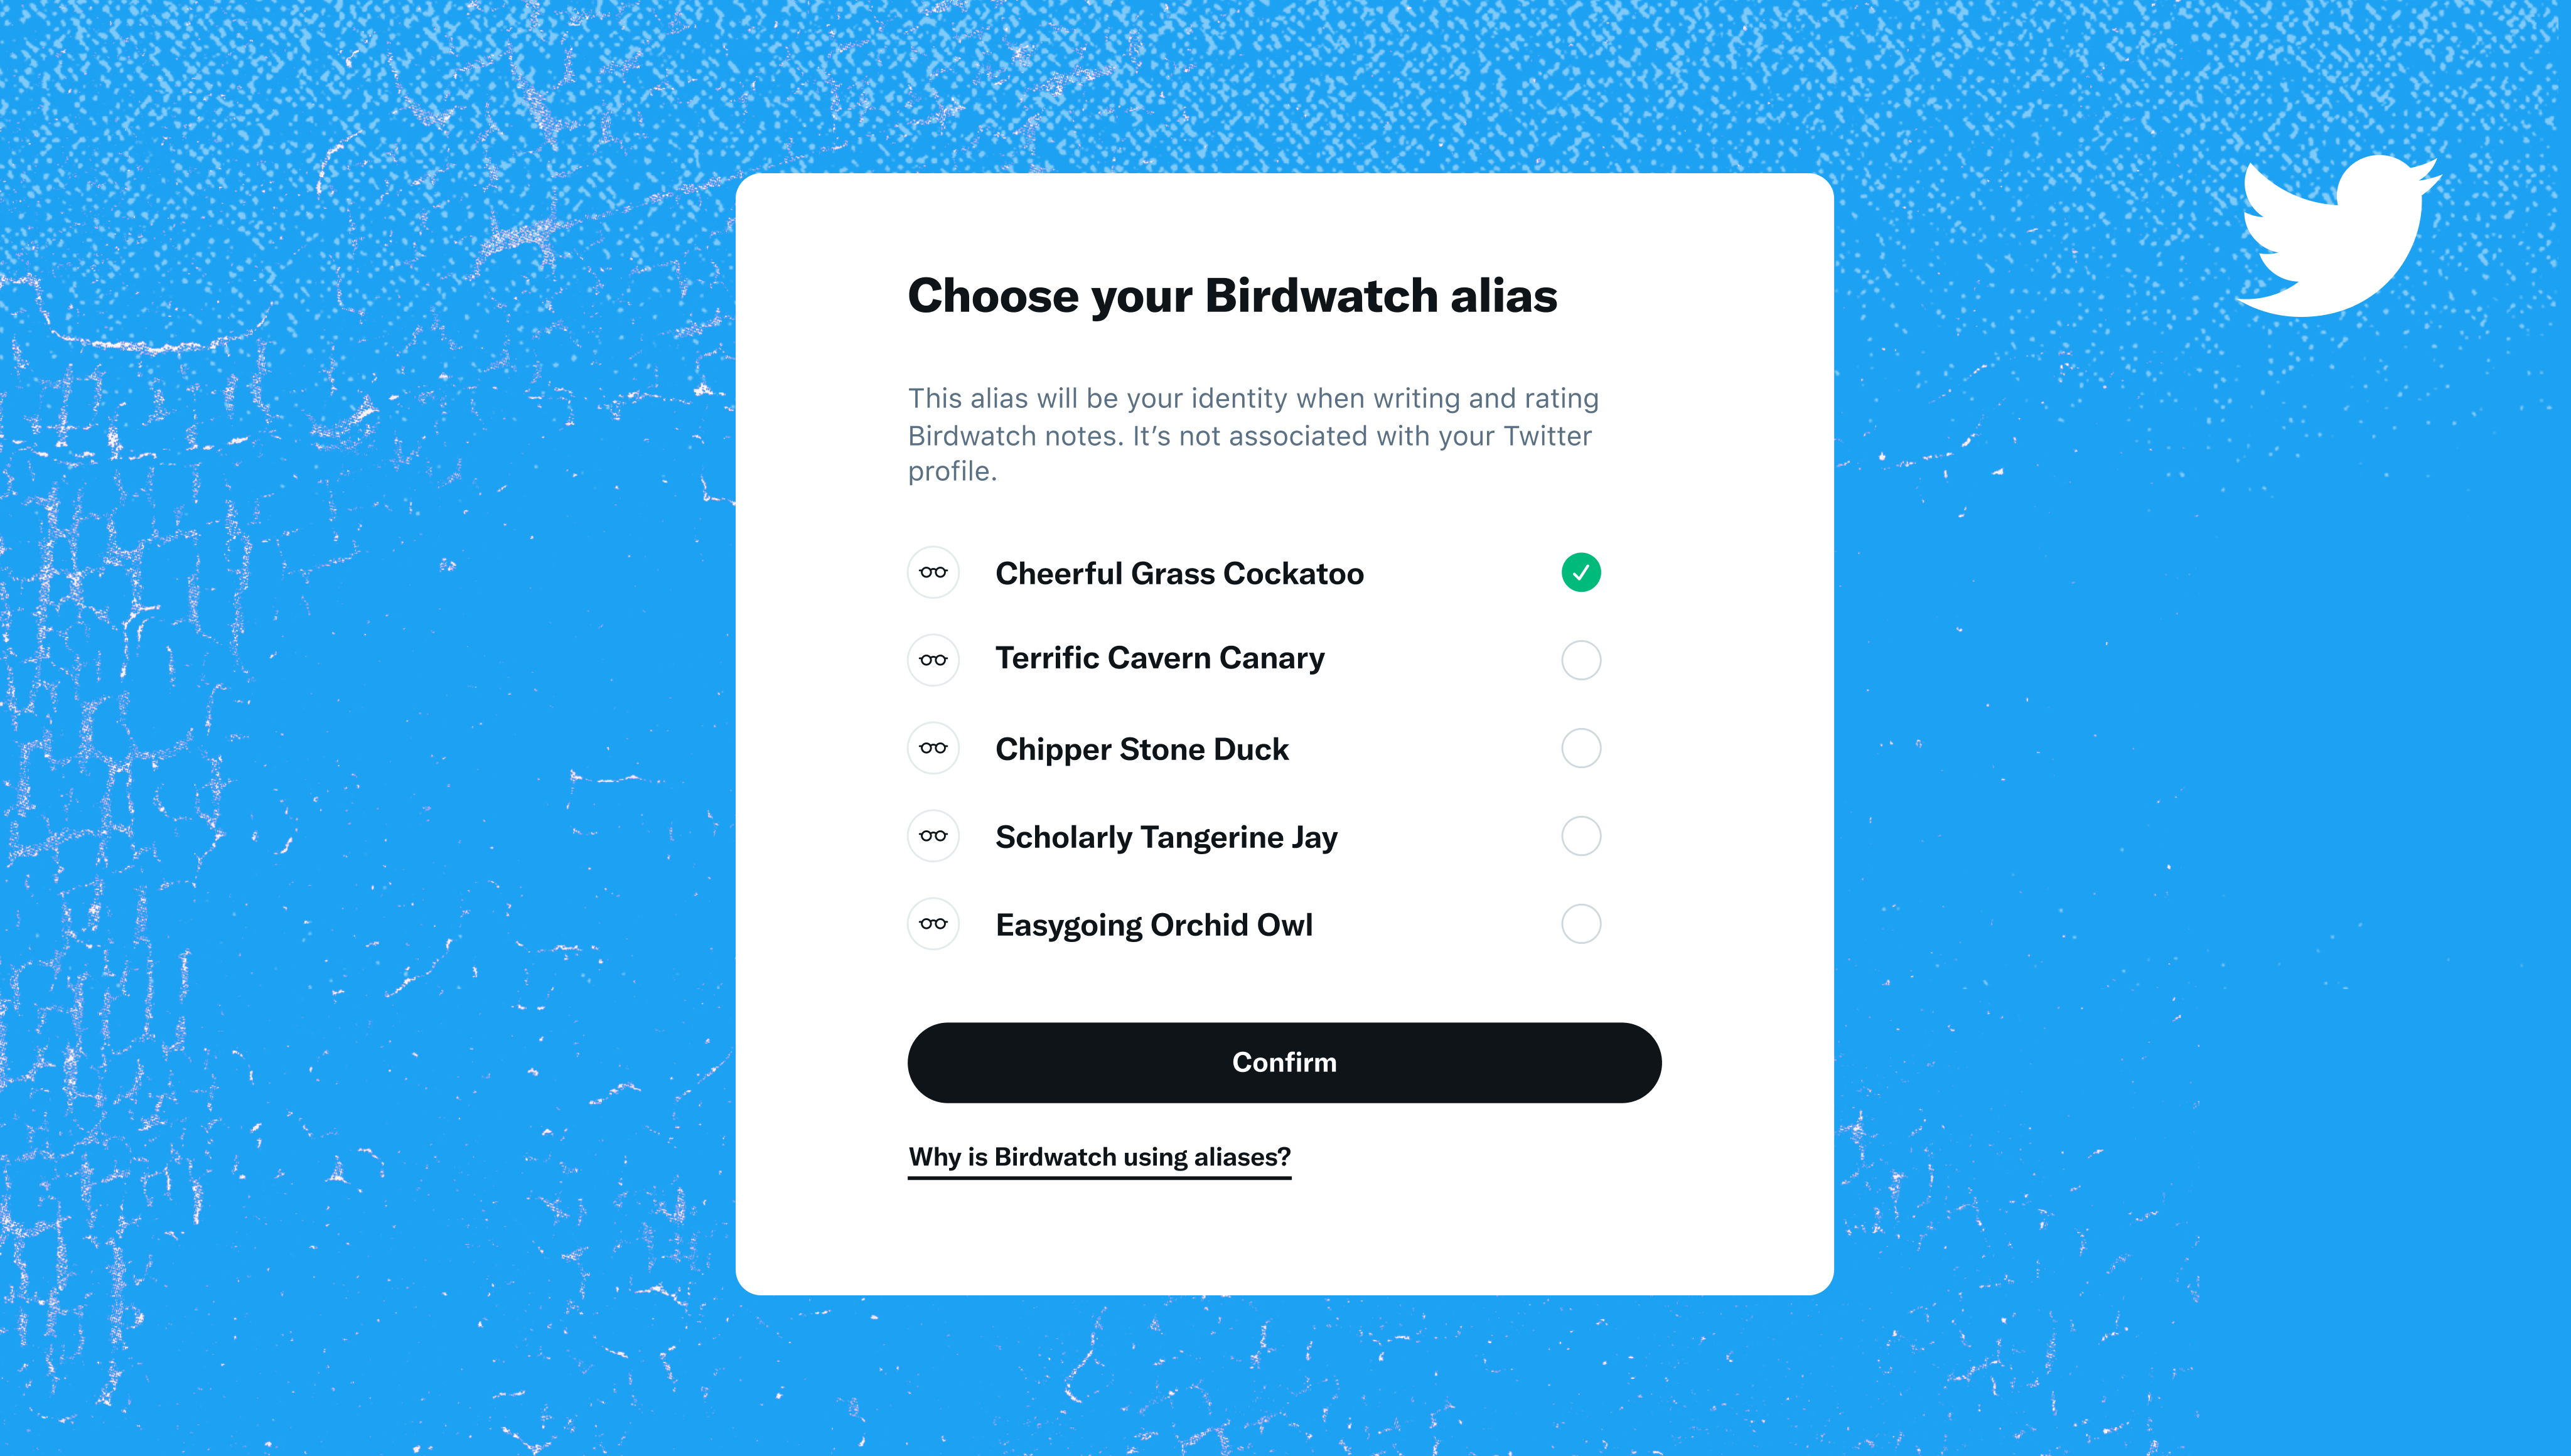 Choose your Birdwatch alias
This alias will be your identity when writing and rating
Birdwatch notes. It’s not associated with your Twitter
profile.
Cheerful Grass Cockatoo
Terrific Cavern Canary
Chipper Stone Duck
Scholarly Tangerine Jay
Easygoing Orchid Owl
Confirm
Why is Birdwatch using aliases?